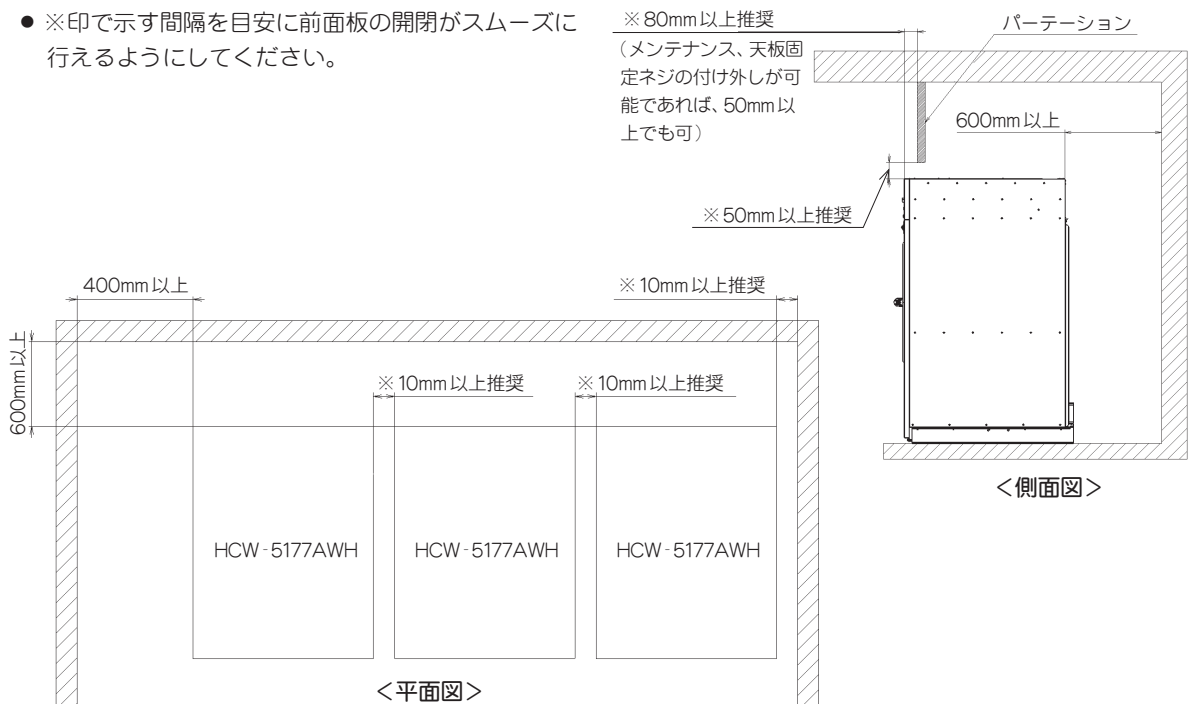 ● ※印で示す間隔を目安に前面板の開閉がスムーズに
行えるようにしてください。
※80mm以上推奨
（メンテナンス、天板固
定ネジの付け外しが可
能であれば、50mm以
上でも可）
パーテーション
600mm以上
※50mm以上推奨
＜側面図＞
400mm以上
※10mm以上推奨
600mm以上
※10mm以上推奨
※10mm以上推奨
HCW-5177AWH
HCW-5177AWH
HCW-5177AWH
＜平面図＞